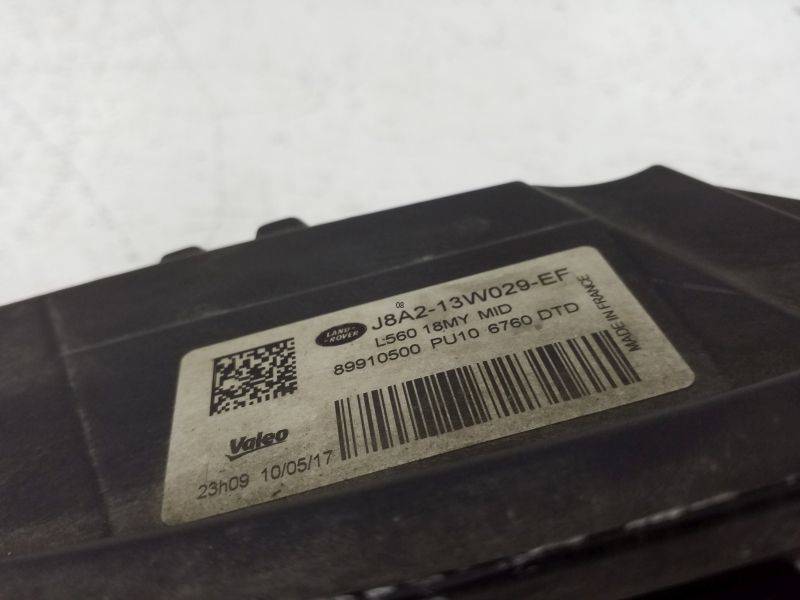 LAND-
ROVER
08
J8A2-13W029-EF
L560 18MY MID
89910500 PU10 6760 DTD
MADE IN FRANCE
Valeo
23h09 10/05/17